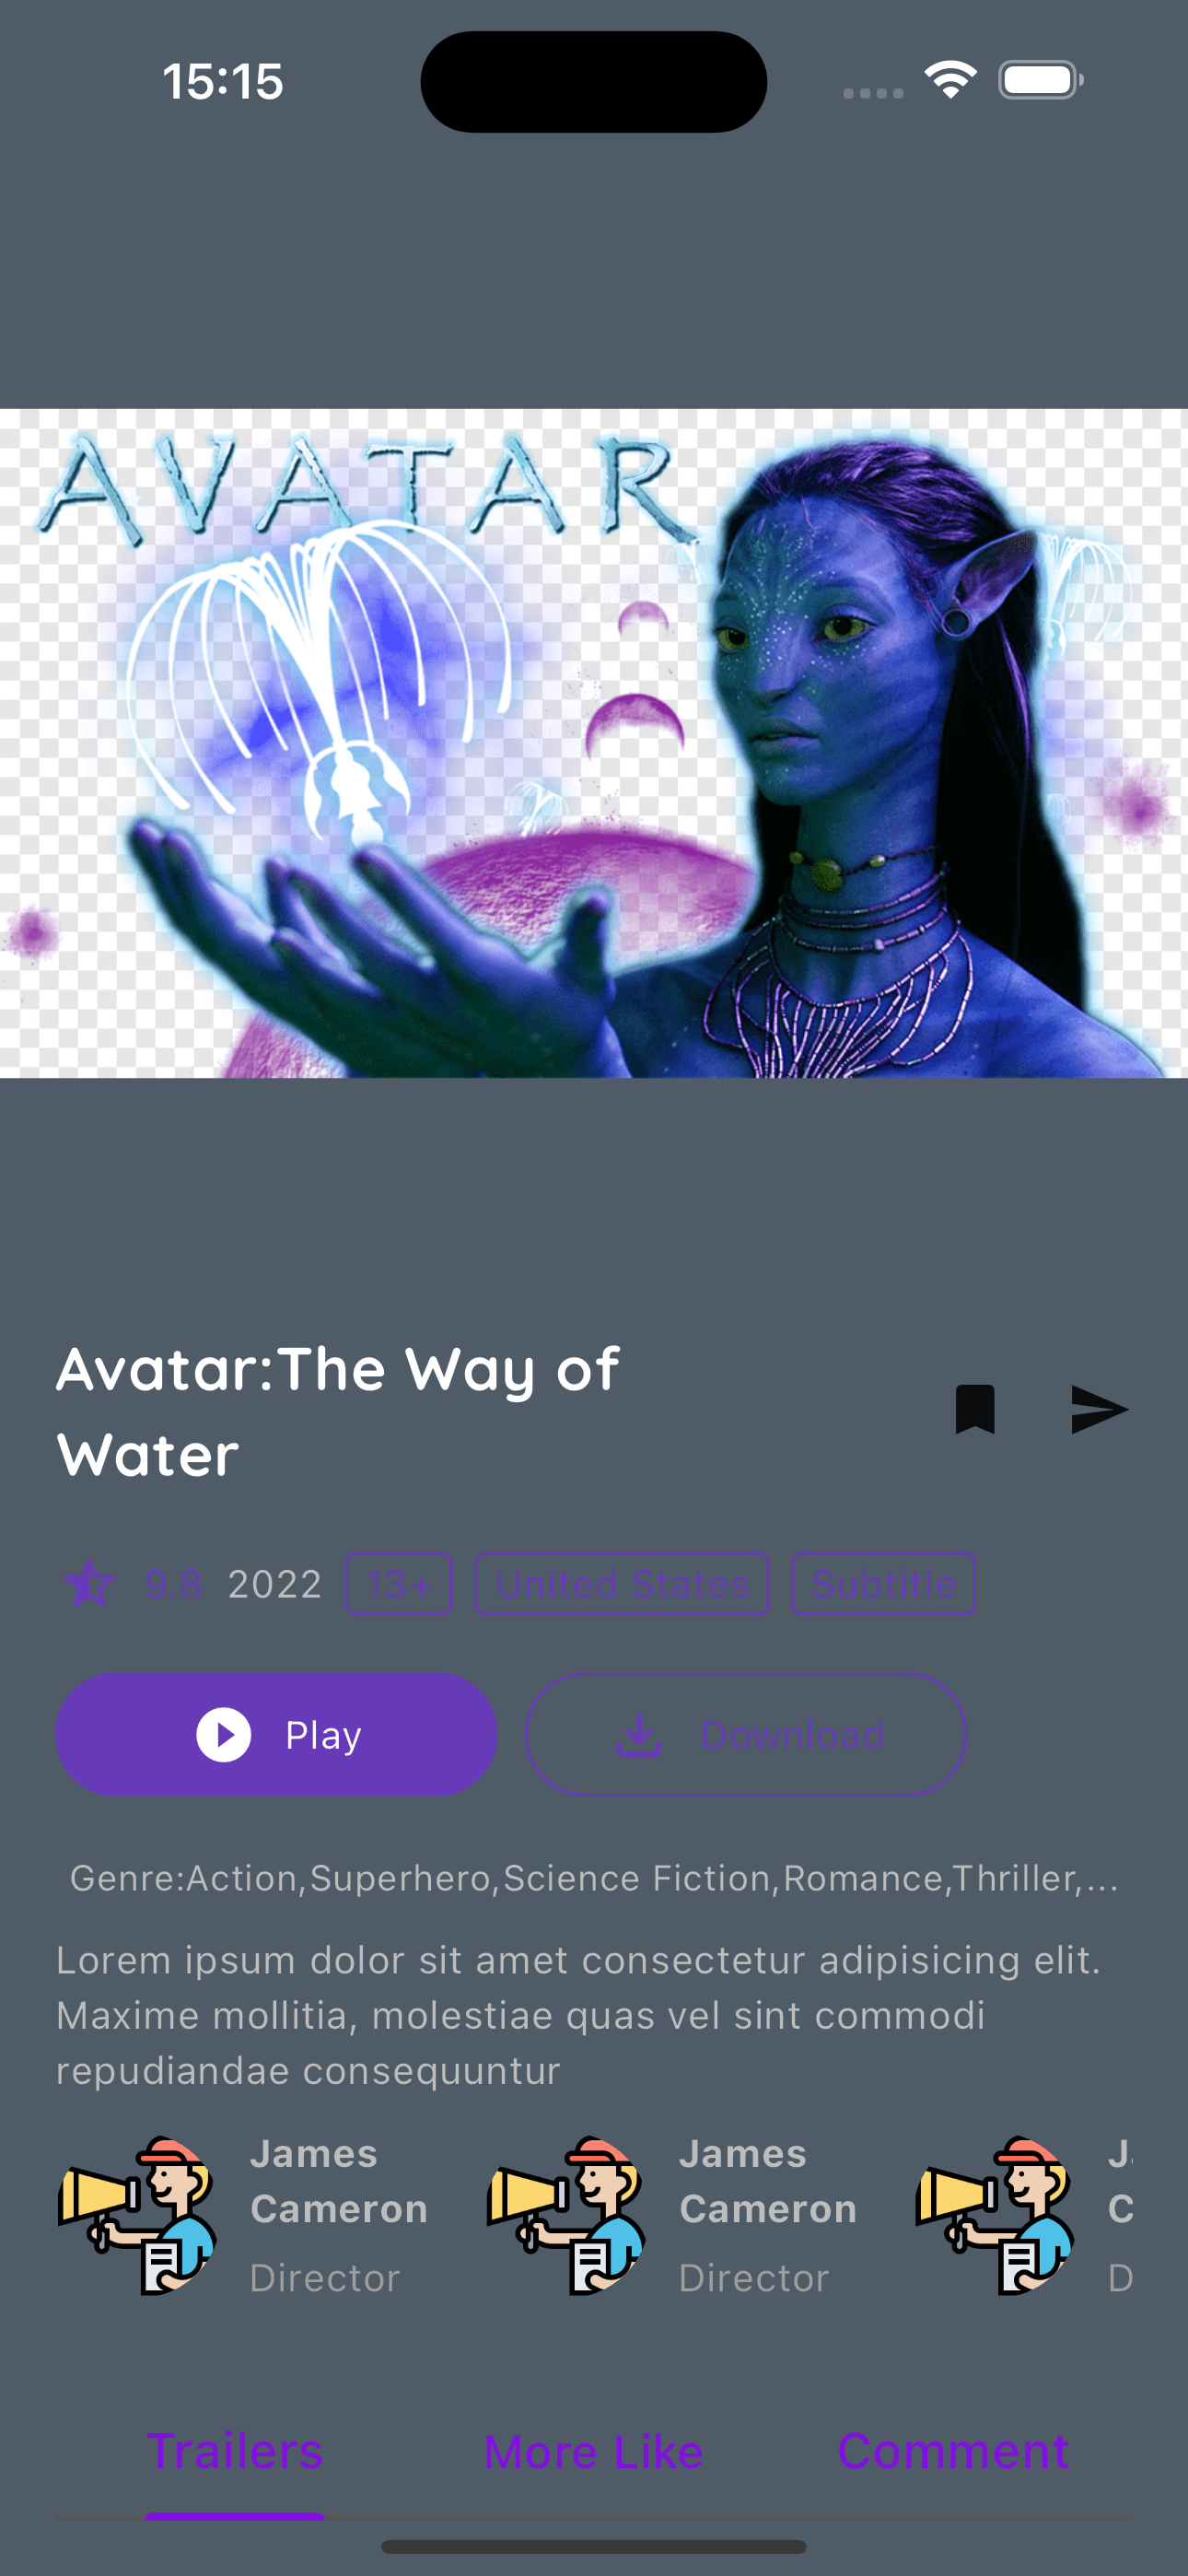 15:15
AVATAR
Avatar:The Way of
Water
9.8 2022 13+ United States Subtitle
Play Download
Genre:Action,Superhero,Science Fiction,Romance,Thriller,...
Lorem ipsum dolor sit amet consectetur adipisicing elit.
Maxime mollitia, molestiae quas vel sint commodi
repudiandae consequuntur
James James J
Cameron Cameron C
Director Director D
Trailers More Like Comment